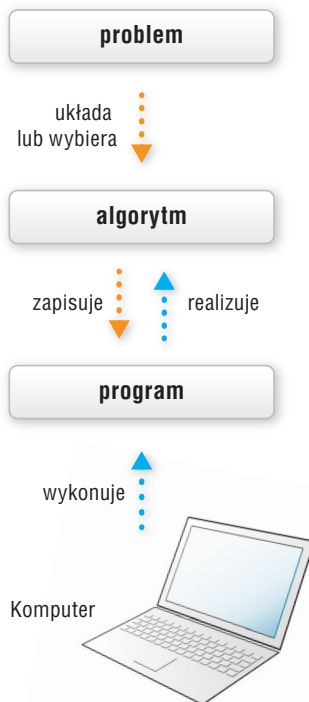 problem
układa
lub wybiera
algorytm
zapisuje
realizuje
program
wykonuje
Komputer